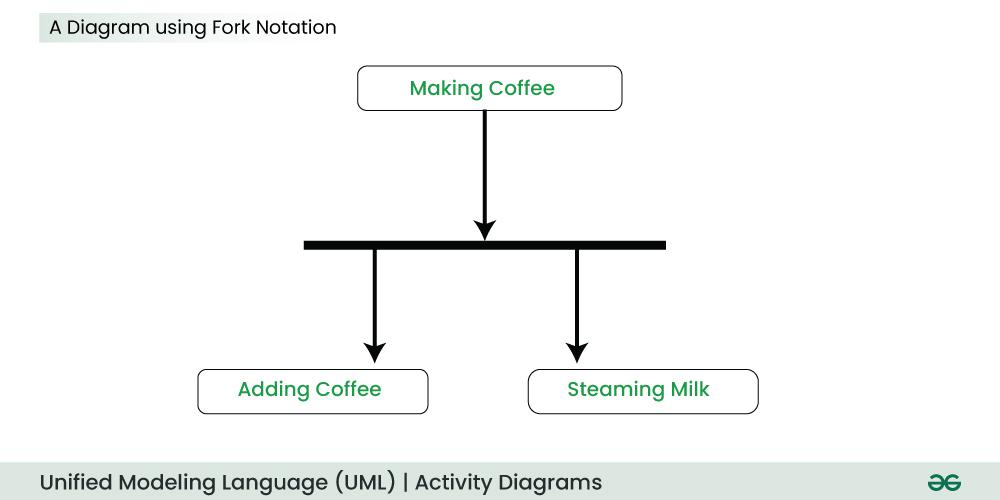 A Diagram using Fork Notation
Making Coffee
Adding Coffee
Steaming Milk
Unified Modeling Language (UML) | Activity Diagrams